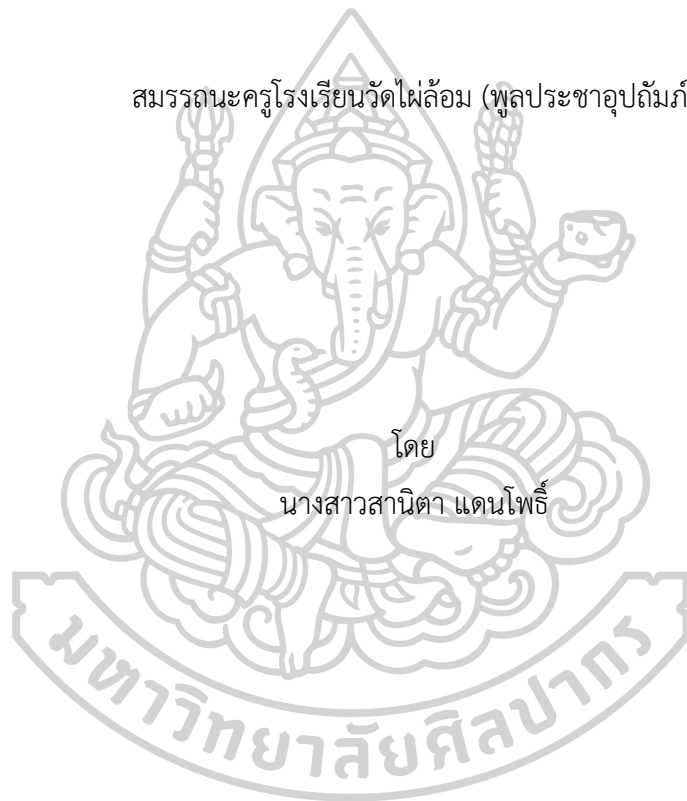 สมรรถนะครูโรงเรียนวัดไผ่ล้อม (พูลประชาอุปถัมภ์
โดย
นางสาวสานิตา แดนโพธิ์
มหาวิทยาลัยศิลปากร